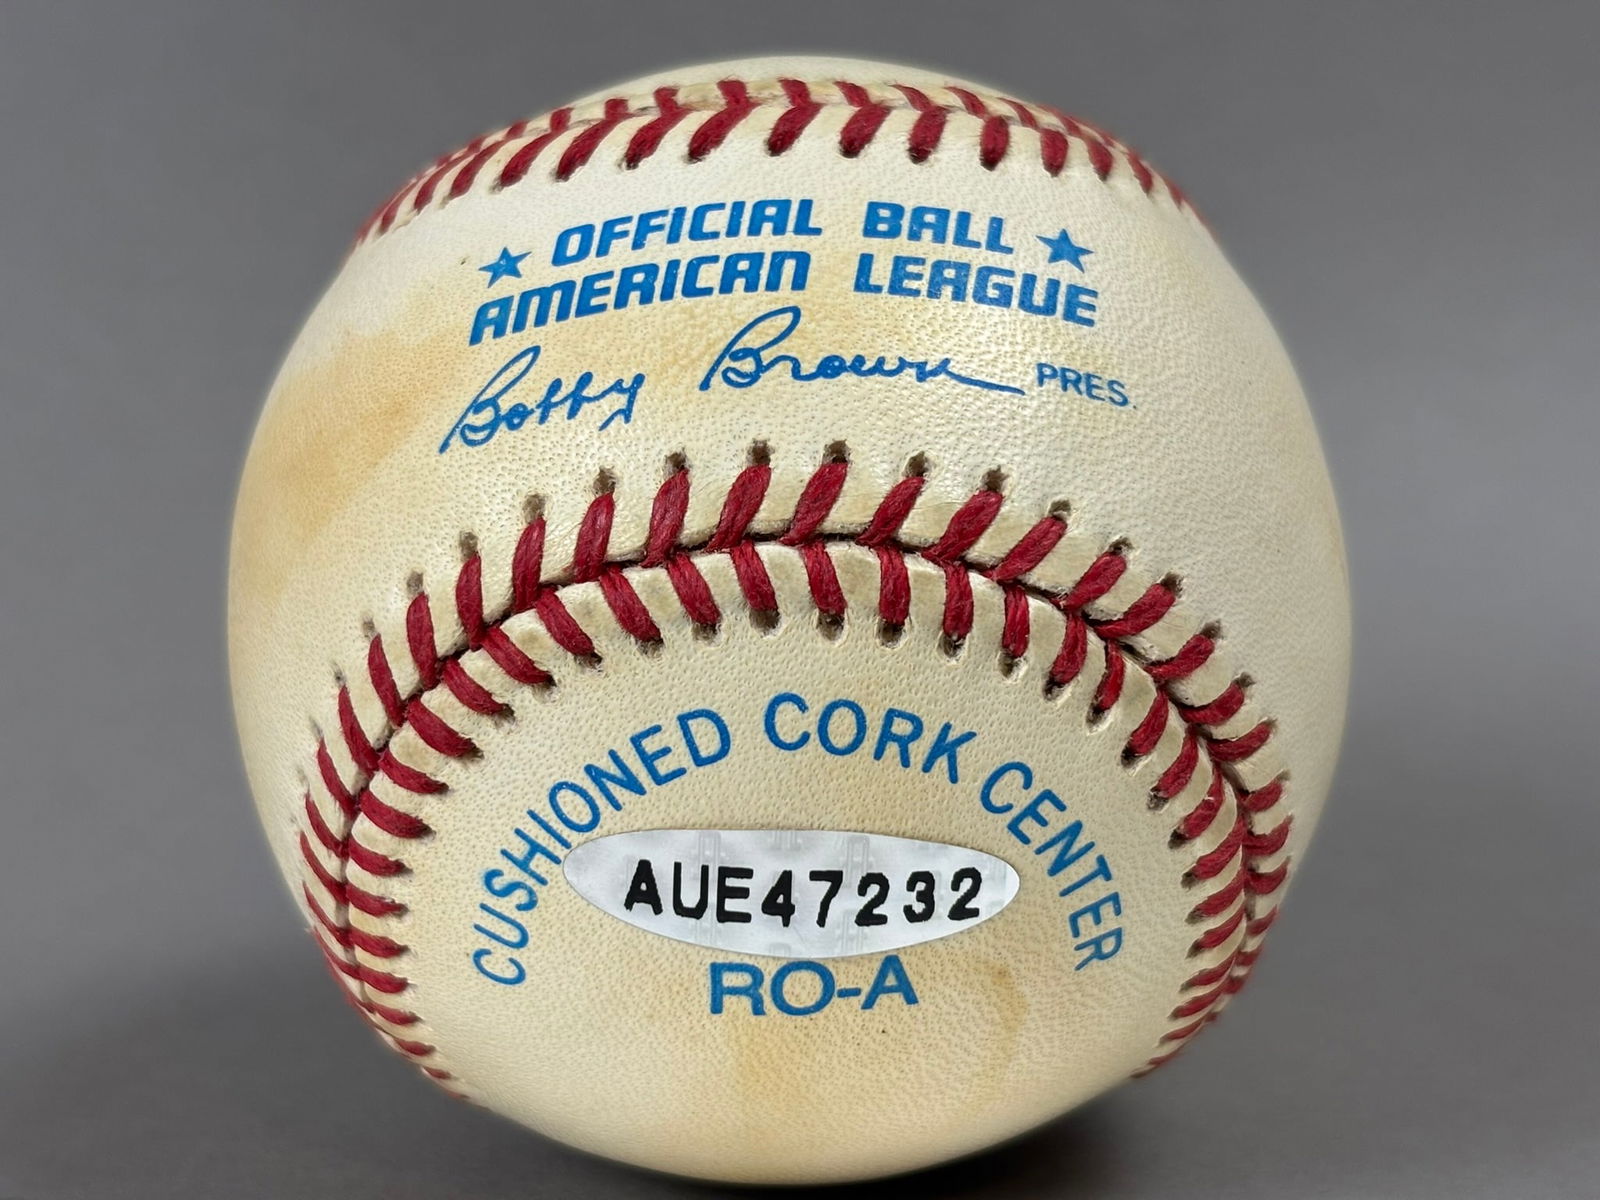 ★ OFFICIAL BALL ★
AMERICAN LEAGUE
Bobby Brown PRES.
CUSHIONED CORK CENTER
AUE47232
RO-A